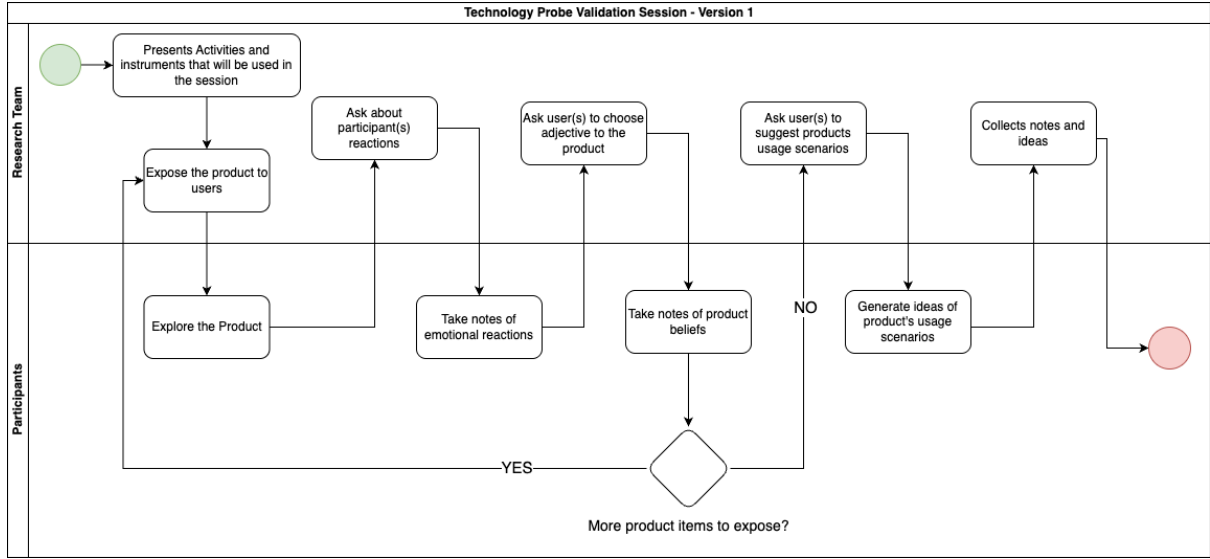 Technology Probe Validation Session - Version 1
Research Team
Presents Activities and
instruments that will be used in
the session
Expose the product to
users
Ask about
participant(s)
reactions
Ask user(s) to choose
adjective to the
product
Ask user(s) to
suggest products
usage scenarios
Collects notes and
ideas
Participants
Explore the Product
Take notes of
emotional reactions
Take notes of product
beliefs
NO
Generate ideas of
product's usage
scenarios
YES
More product items to expose?